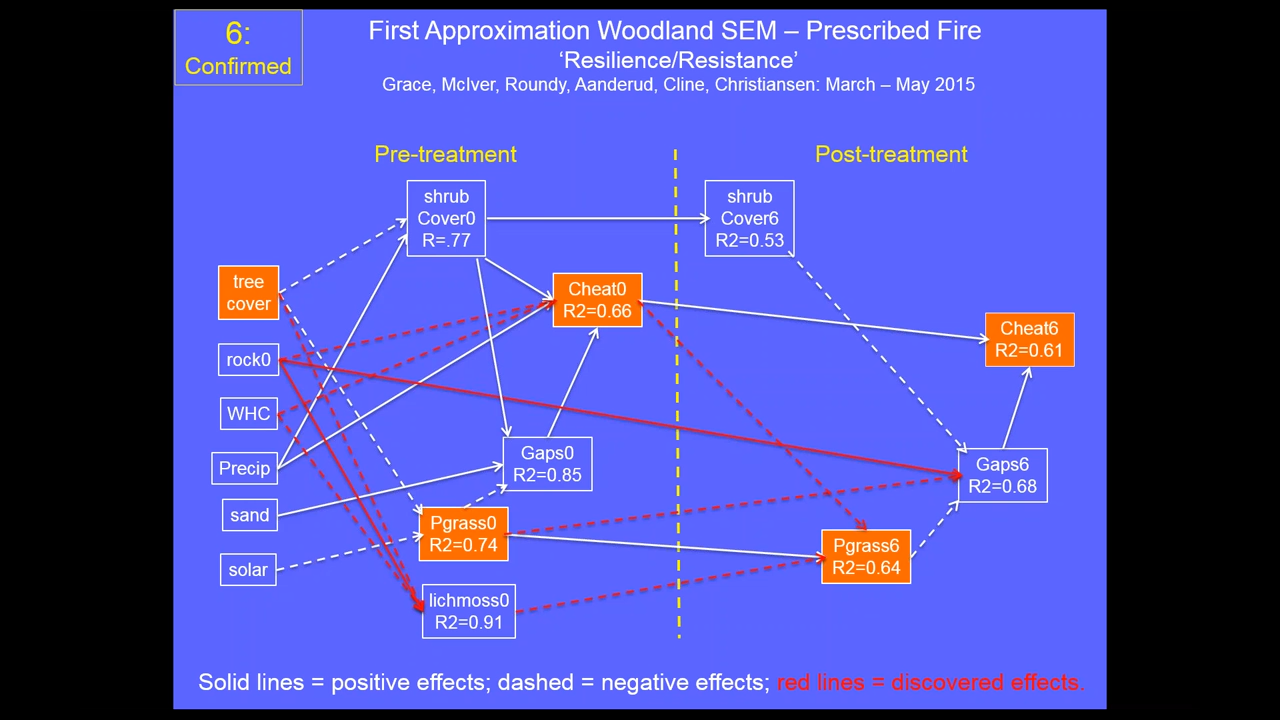 6:
Confirmed
First Approximation Woodland SEM – Prescribed Fire
‘Resilience/Resistance’
Grace, McIver, Roundy, Aanderud, Cline, Christiansen: March – May 2015
Pre-treatment
Post-treatment
shrub
Cover0
R=.77
shrub
Cover6
R2=0.53
tree
cover
Cheat0
R2=0.66
Cheat6
R2=0.61
rock0
WHC
Precip
Gaps0
R2=0.85
Gaps6
R2=0.68
sand
Pgrass0
R2=0.74
Pgrass6
R2=0.64
solar
lichmoss0
R2=0.91
Solid lines = positive effects; dashed = negative effects; red lines = discovered effects.